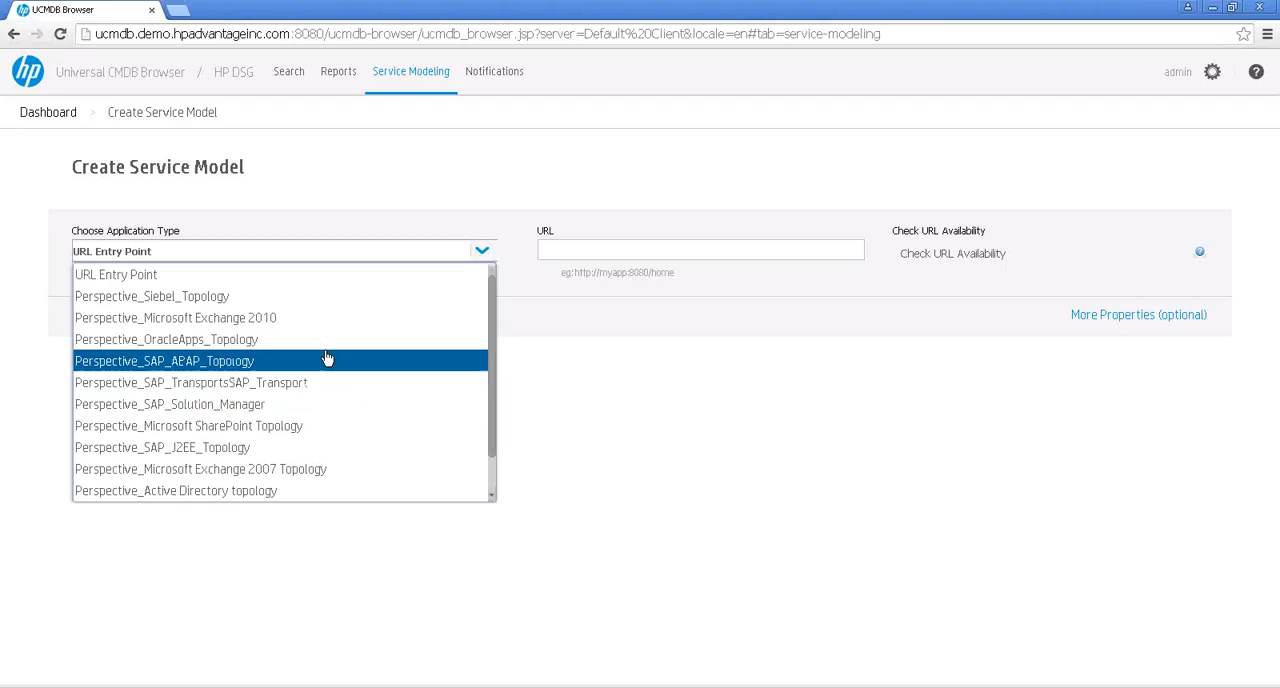 UCMDB Browser
ucmdb.demo.hpadvantageinc.com:8080/ucmdb-browser/ucmdb_browser.jsp?server=Default%20Client&locale=en#tab=service-modeling
hp Universal CMDB Browser / HP DSG Search Reports Service Modeling Notifications admin
Dashboard > Create Service Model
Create Service Model
Choose Application Type URL Check URL Availability
URL Entry Point Check URL Availability
URL Entry Point eg:http://myapp:8080/home
Perspective_Siebel_Topology
Perspective_Microsoft Exchange 2010 More Properties (optional)
Perspective_OracleApps_Topology
Perspective_SAP_ABAP_Topology
Perspective_SAP_TransportsSAP_Transport
Perspective_SAP_Solution_Manager
Perspective_Microsoft SharePoint Topology
Perspective_SAP_J2EE_Topology
Perspective_Microsoft Exchange 2007 Topology
Perspective_Active Directory topology